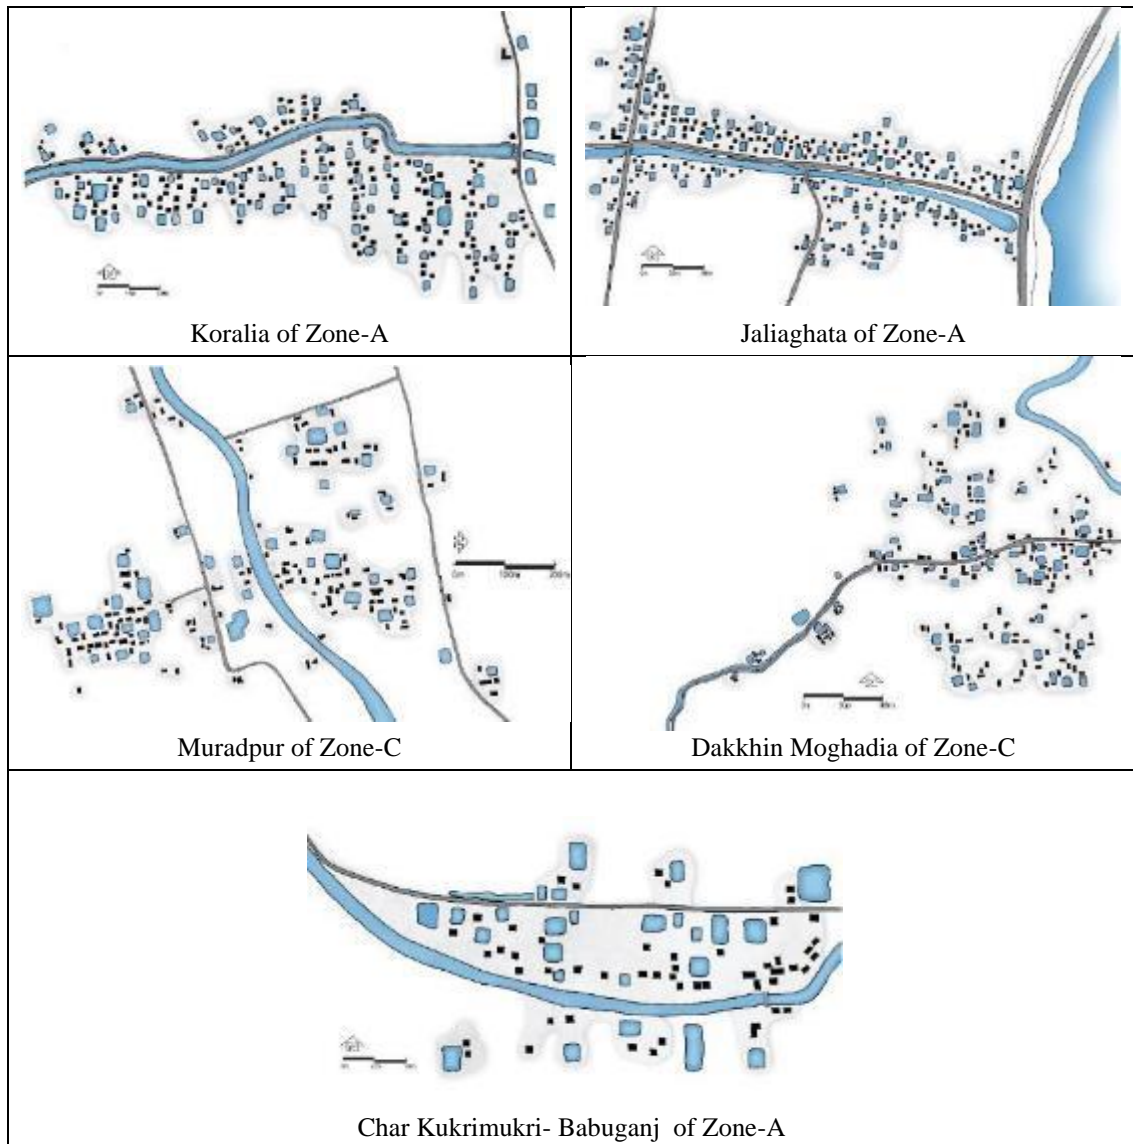 Koralia of Zone-A
Jaliaghata of Zone-A
Muradpur of Zone-C
Dakkhin Moghadia of Zone-C
Char Kukrimukri- Babuganj of Zone-A